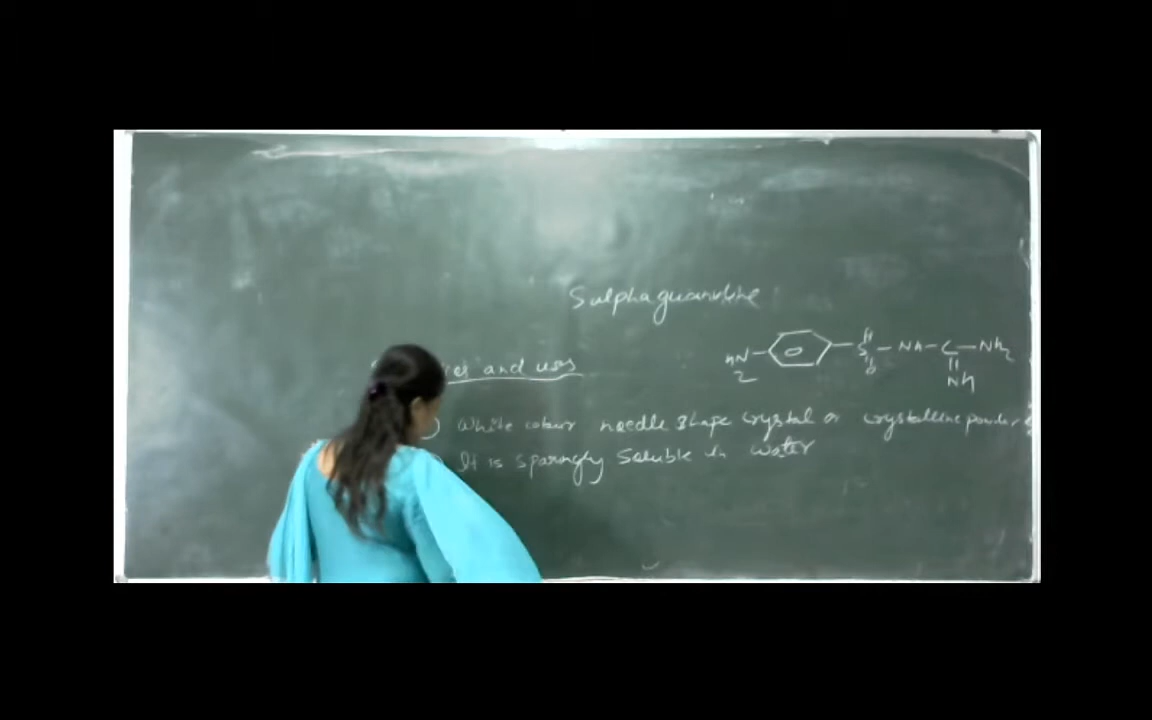 Sulphaguanidine
H2N - S - NH - C - NH2
O
NH
and uses
) White colour needle shape crystal or crystalline powder
It is sparingly soluble in water